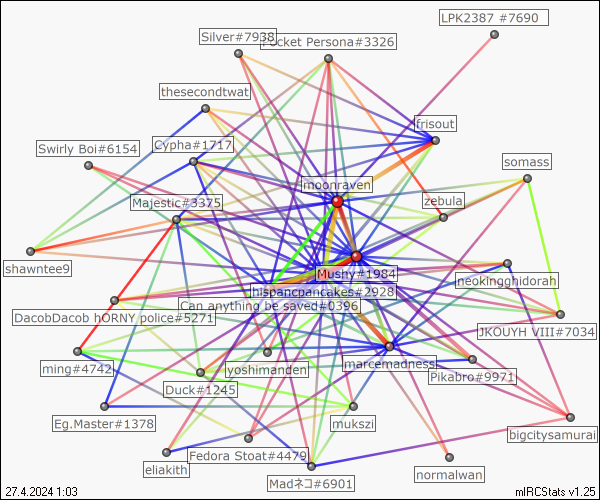 LPK2387 #7690
Silver#7938
Pocket Persona#3326
thesecondtwat
frisout
Swirly Boi#6154
Cypha#1717
somass
moonraven
Majestic#3375
zebula
shawntee9
Mushy#1984
neokingghidorah
hispancpancakes#2928
Can anything be saved#0396
DacobDacob hORNY police#5271
JKOUYH VIII#7034
ming#4742
yoshimanden
marcemadness
Pikabro#9971
Duck#1245
Eg.Master#1378
mukszi
bigcitysamurai
eliakith
Fedora Stoat#4479
normalwan
Madネコ#6901
27.4.2024 1:03
mIRCStats v1.25